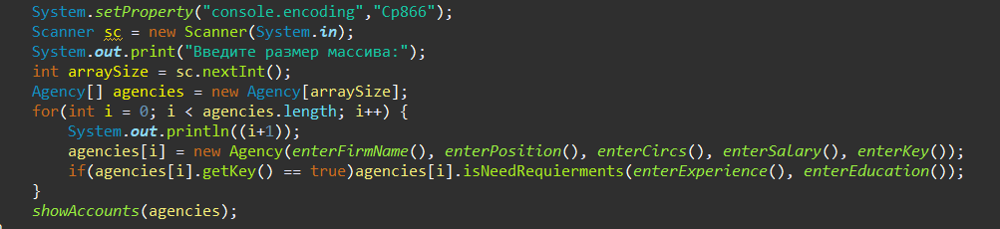 System.setProperty("console.encoding","Cp866");
Scanner sc = new Scanner(System.in);
System.out.print("Введите размер массива:");
int arraySize = sc.nextInt();
Agency[] agencies = new Agency[arraySize];
for(int i = 0; i < agencies.length; i++) {
System.out.println((i+1));
agencies[i] = new Agency(enterFirmName(), enterPosition(), enterCircs(), enterSalary(), enterKey());
if(agencies[i].getKey() == true)agencies[i].isNeedRequierments(enterExperience(), enterEducation());
}
showAccounts(agencies);